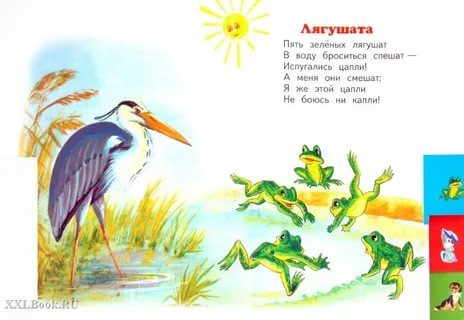 Лягушата
Пять зелёных лягушат
В воду броситься спешат —
Испугались цапли!
А меня они смешат:
Я же этой цапли
Не боюсь ни капли!
XXLBook.RU